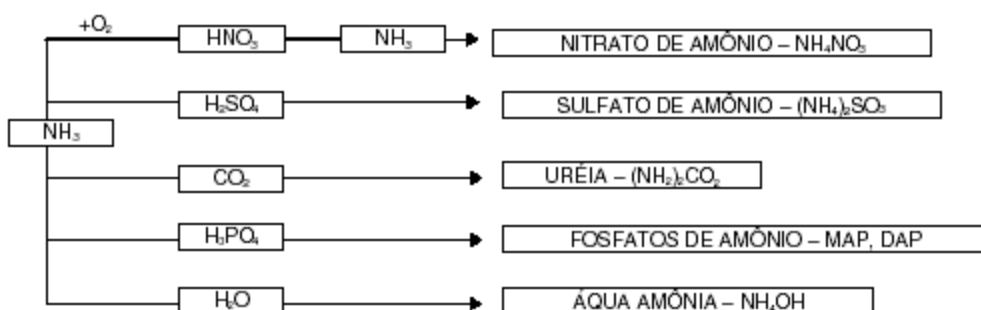 +O₂
HNO₃ NH₃ NITRATO DE AMÔNIO – NH₄NO₃
H₂SO₄ SULFATO DE AMÔNIO – (NH₄)₂SO₃
NH₃
CO₂ URÉIA – (NH₂)₂CO₂
H₃PO₄ FOSFATOS DE AMÔNIO – MAP, DAP
H₂O ÁQUA AMÔNIA – NH₄OH